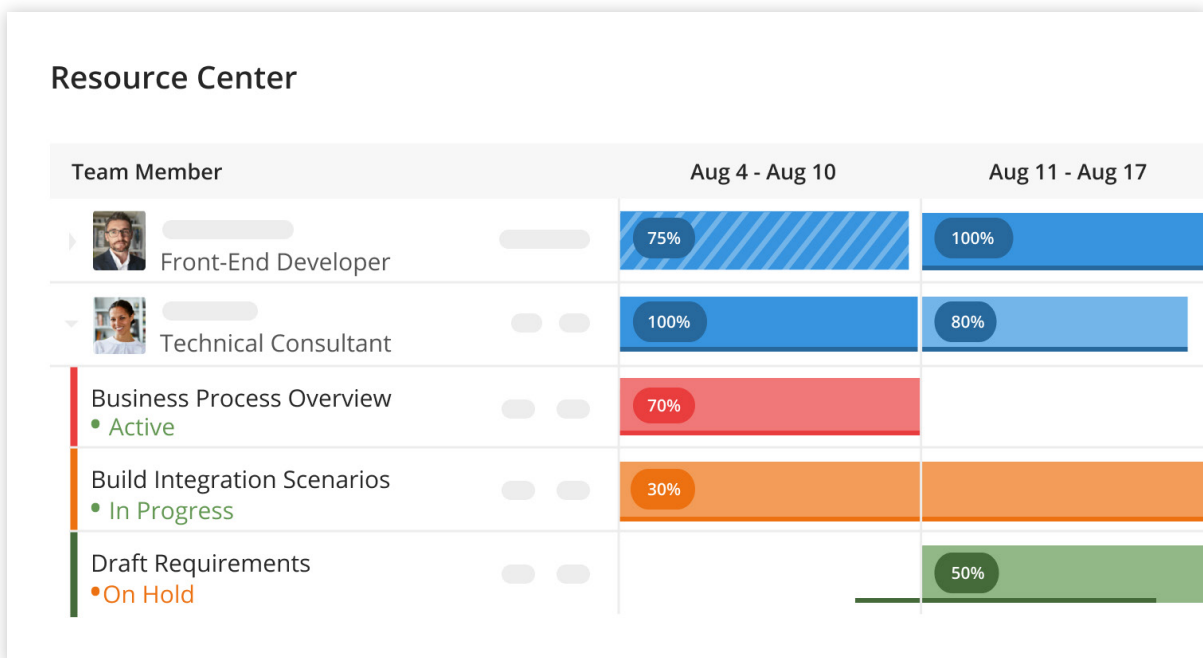 Resource Center
Team Member Aug 4 - Aug 10 Aug 11 - Aug 17
Front-End Developer 75% 100%
Technical Consultant 100% 80%
Business Process Overview 70%
• Active
Build Integration Scenarios 30%
• In Progress
Draft Requirements 50%
•On Hold